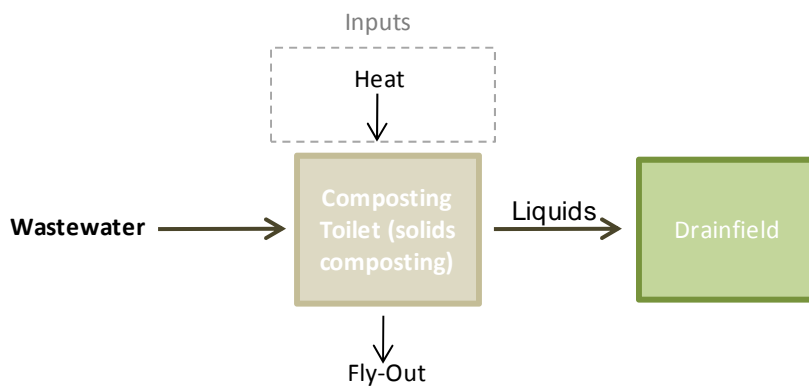 Inputs
Heat
Composting
Toilet (solids
composting)
Wastewater
Liquids
Drainfield
Fly-Out